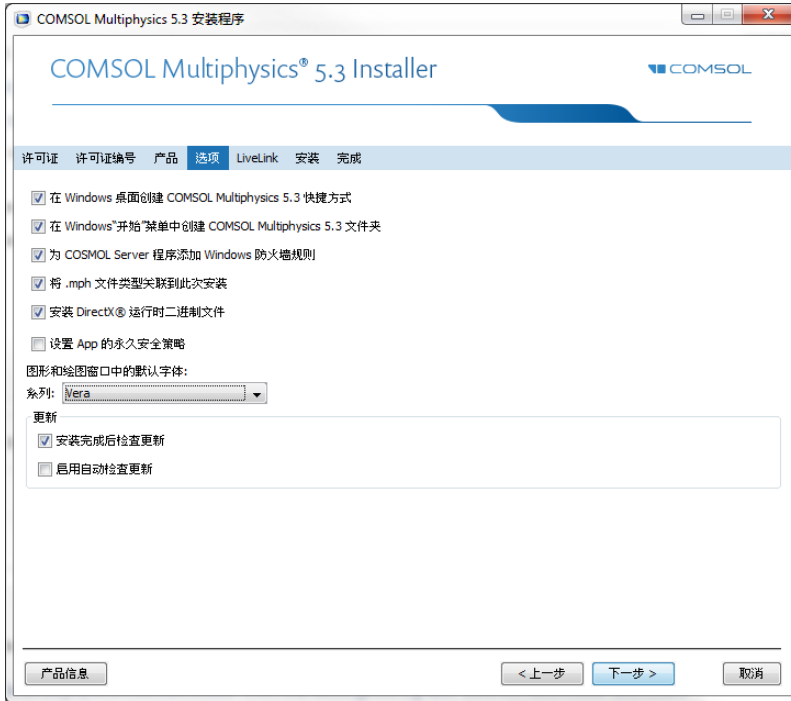 COMSOL Multiphysics 5.3 安装程序
COMSOL Multiphysics® 5.3 Installer
COMSOL
许可证 许可证编号 产品 选项 LiveLink 安装 完成
在 Windows 桌面创建 COMSOL Multiphysics 5.3 快捷方式
在 Windows"开始"菜单中创建 COMSOL Multiphysics 5.3 文件夹
为 COSMOL Server 程序添加 Windows 防火墙规则
将 .mph 文件类型关联到此次安装
安装 DirectX® 运行时二进制文件
设置 App 的永久安全策略
图形和绘图窗口中的默认字体:
系列: Vera
更新
安装完成后检查更新
启用自动检查更新
产品信息 < 上一步 下一步 > 取消